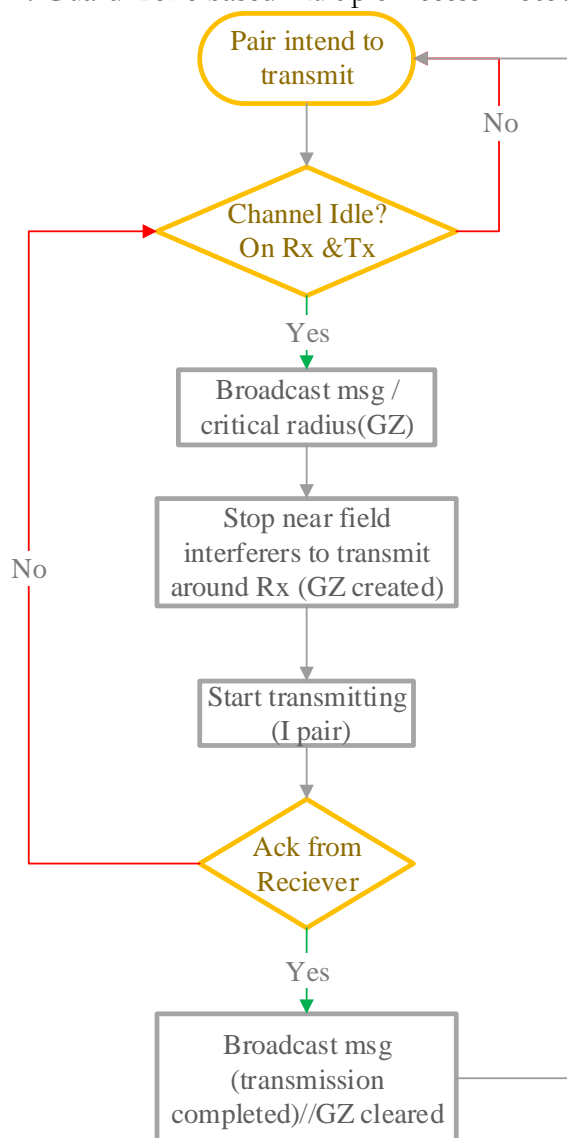 Pair intend to
transmit
No
Channel Idle?
On Rx &Tx
Yes
Broadcast msg /
critical radius(GZ)
Stop near field
interferers to transmit
around Rx (GZ created)
No
Start transmitting
(I pair)
Ack from
Reciever
Yes
Broadcast msg
(transmission
completed)//GZ cleared